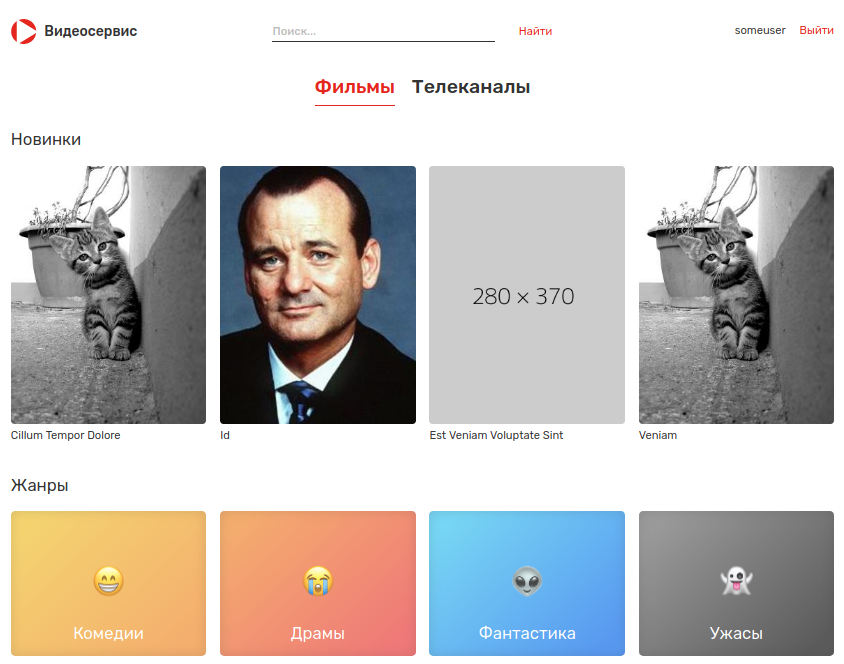 Видеосервис
Поиск...
Найти
someuser
Выйти
Фильмы
Телеканалы
Новинки
280 × 370
Cillum Tempor Dolore
Id
Est Veniam Voluptate Sint
Veniam
Жанры
Комедии
Драмы
Фантастика
Ужасы